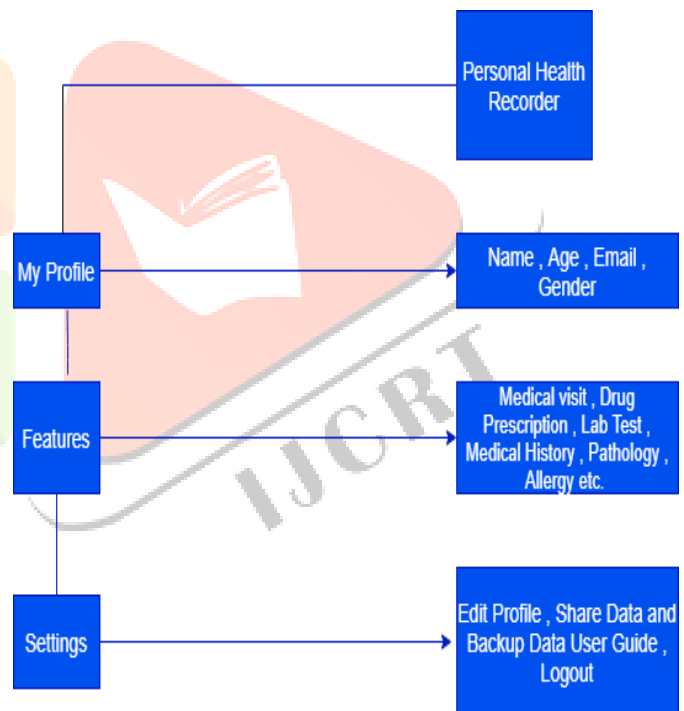 Personal Health
Recorder
My Profile
Name , Age , Email ,
Gender
Features
Medical visit , Drug
Prescription , Lab Test ,
Medical History , Pathology ,
Allergy etc.
IJCRT
Settings
Edit Profile , Share Data and
Backup Data User Guide ,
Logout